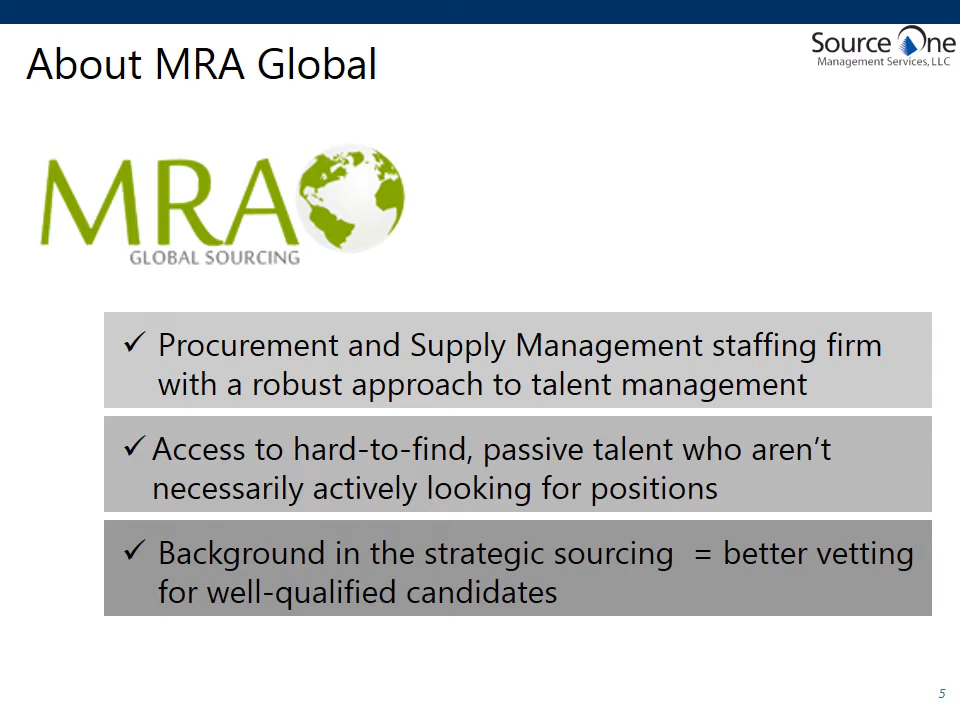 About MRA Global
Source One
Management Services, LLC
MRA
GLOBAL SOURCING
✓ Procurement and Supply Management staffing firm
with a robust approach to talent management
✓ Access to hard-to-find, passive talent who aren’t
necessarily actively looking for positions
✓ Background in the strategic sourcing  = better vetting
for well-qualified candidates
5